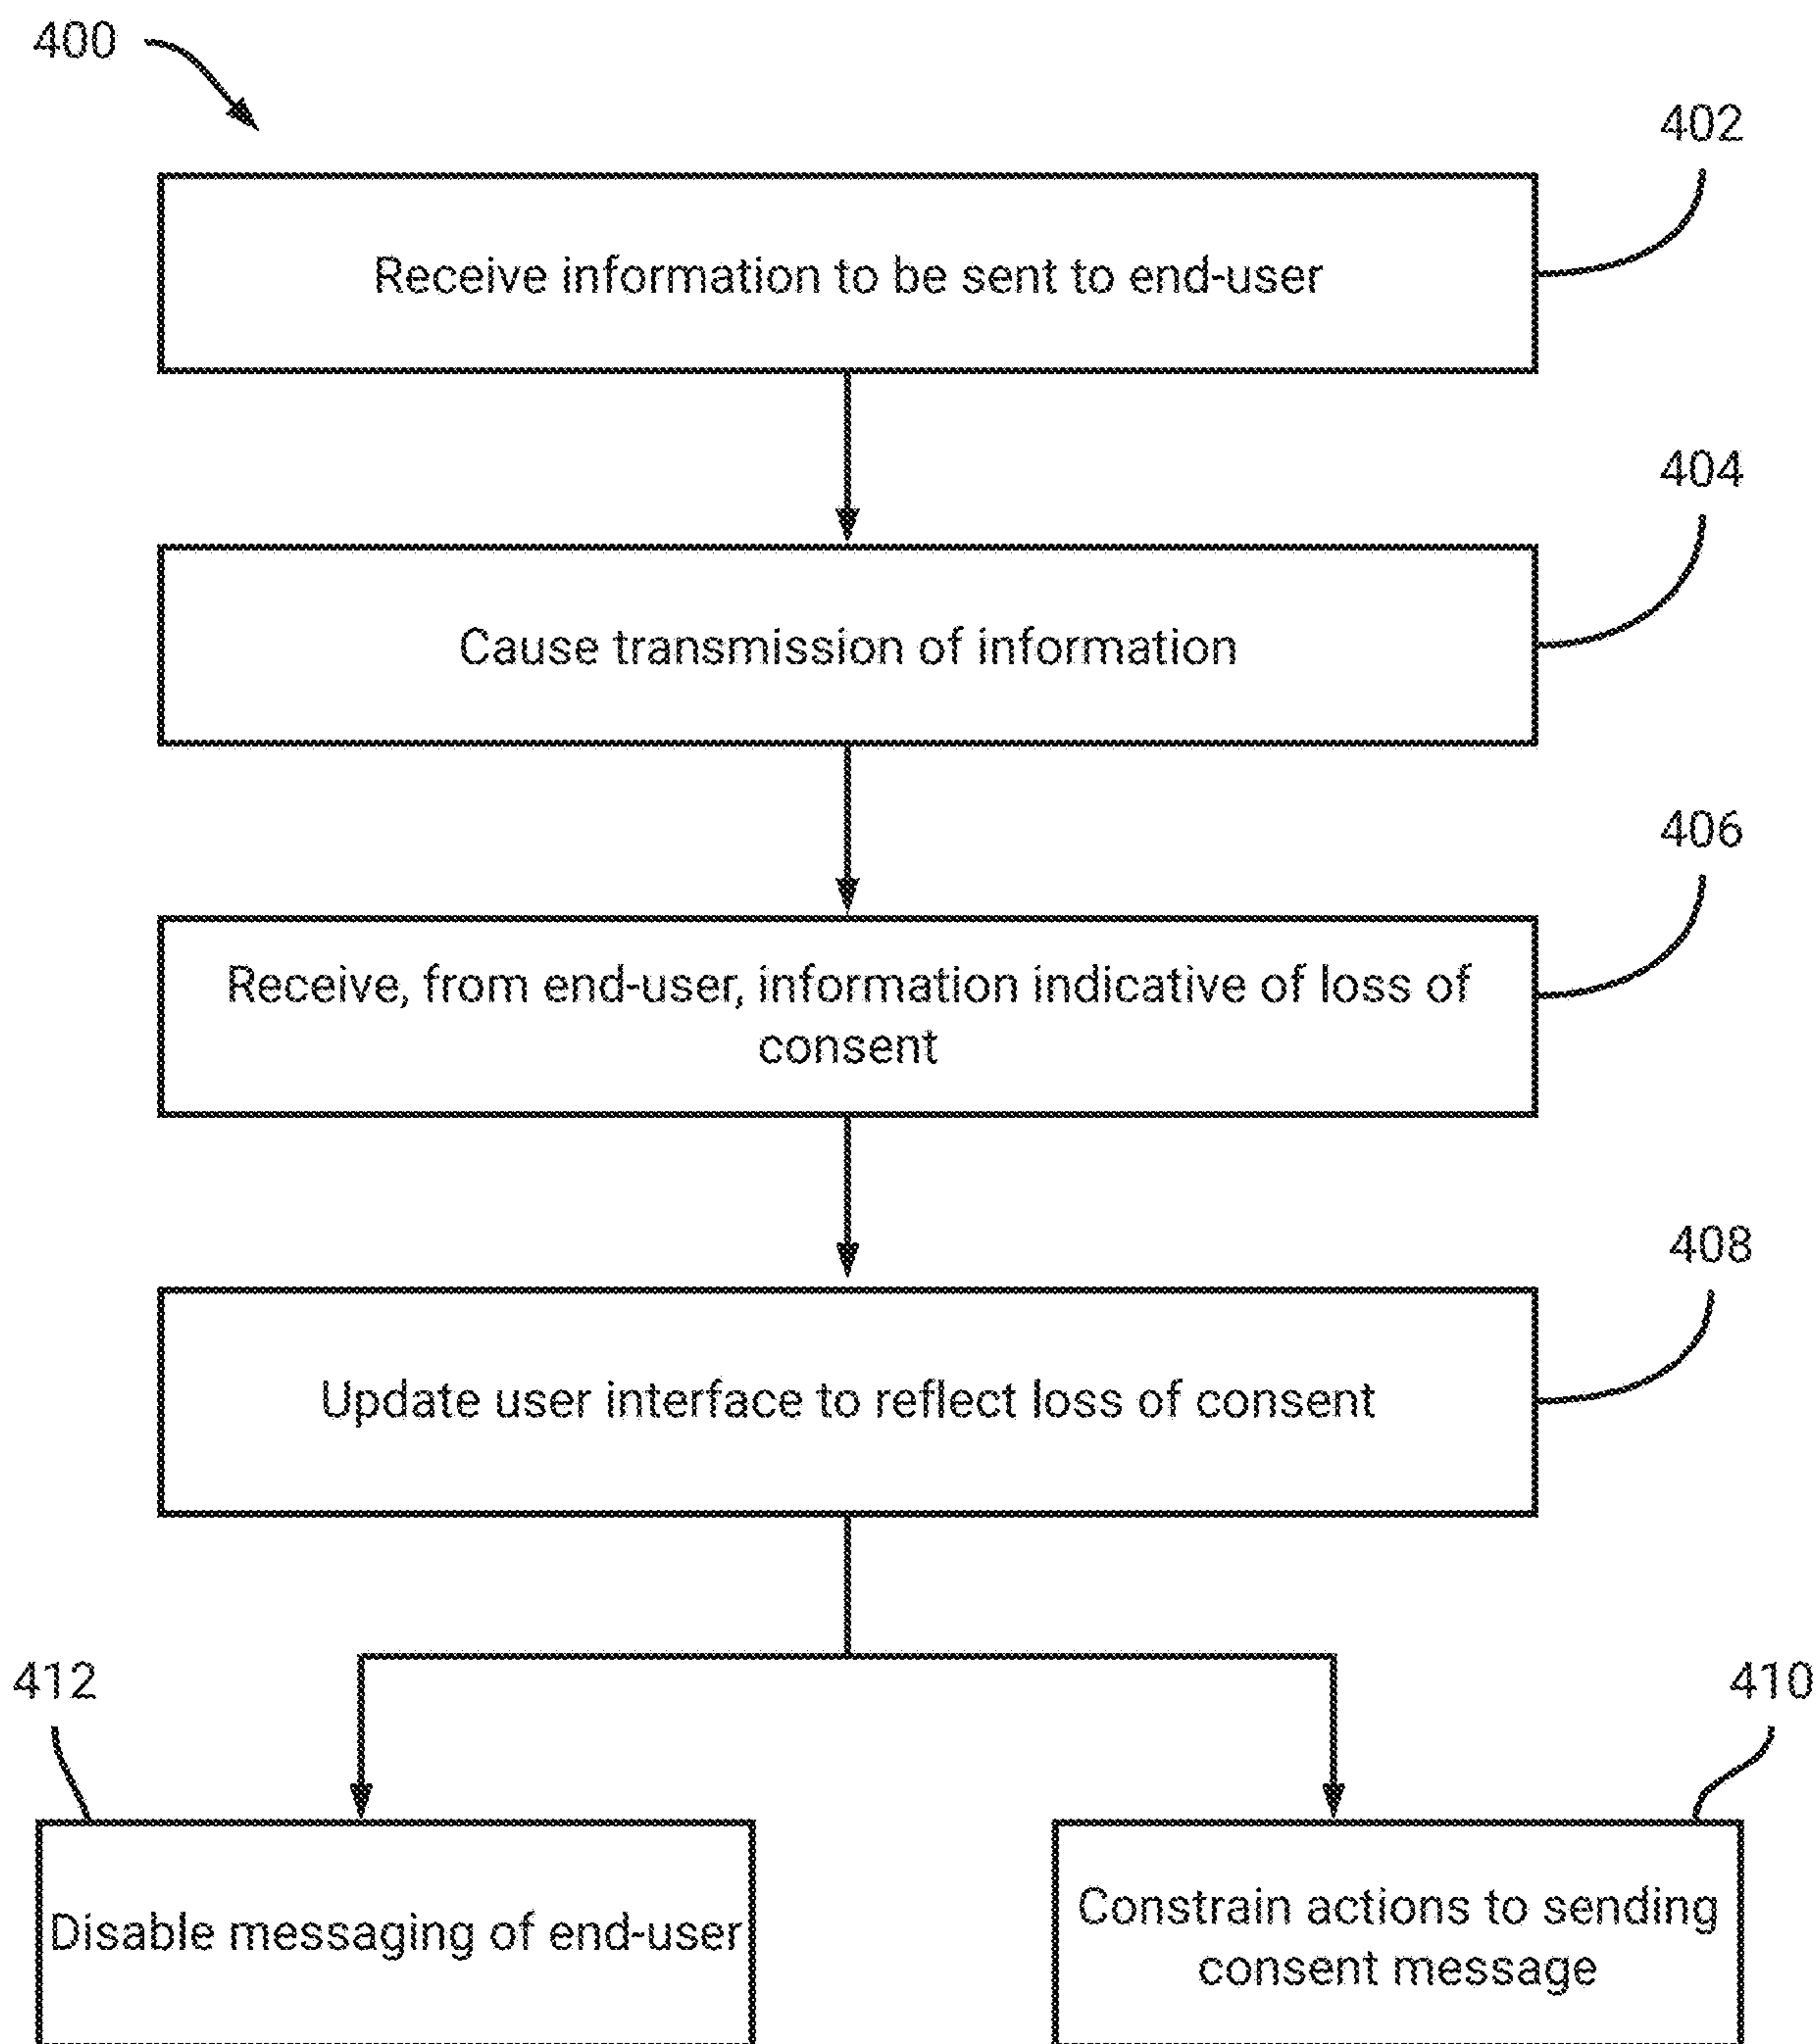 400
402
Receive information to be sent to end-user
404
Cause transmission of information
406
Receive, from end-user, information indicative of loss of
consent
408
Update user interface to reflect loss of consent
412
410
Disable messaging of end-user
Constrain actions to sending
consent message